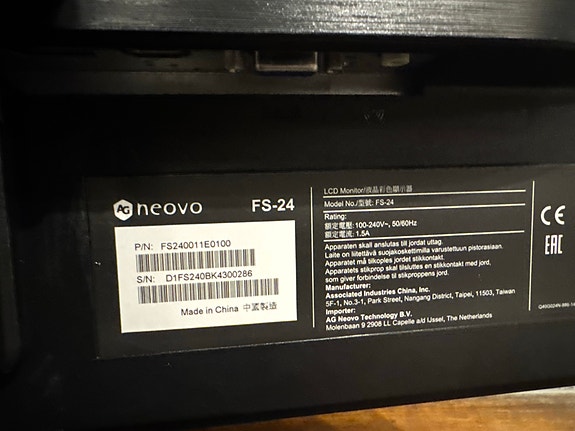 AG neovo
FS-24
P/N: FS240011E0100
S/N: D1FS240BK4300286
Made in China 中國製造
LCD Monitor/液晶彩色顯示器
Model No./型號: FS-24
Rating:
額定電壓: 100-240V~, 50/60Hz
額定電流: 1.5A
Apparaten skall anslutas till jordat uttag.
Laite on liitettävä suojakoskettimilla varustettuun pistorasiaan.
Apparatet må tilkoples jordet stikkontakt.
Apparatets stikprop skal tilsluttes en stikkontakt med jord,
som giver forbindelse til stikproppens jord.
Manufacturer:
Associated Industries China, Inc.
5F-1, No.3-1, Park Street, Nangang District, Taipei, 11503, Taiwan
Importer:
AG Neovo Technology B.V.
Molenbaan 9 2908 LL Capelle a/d IJssel, The Netherlands
CE
EAC